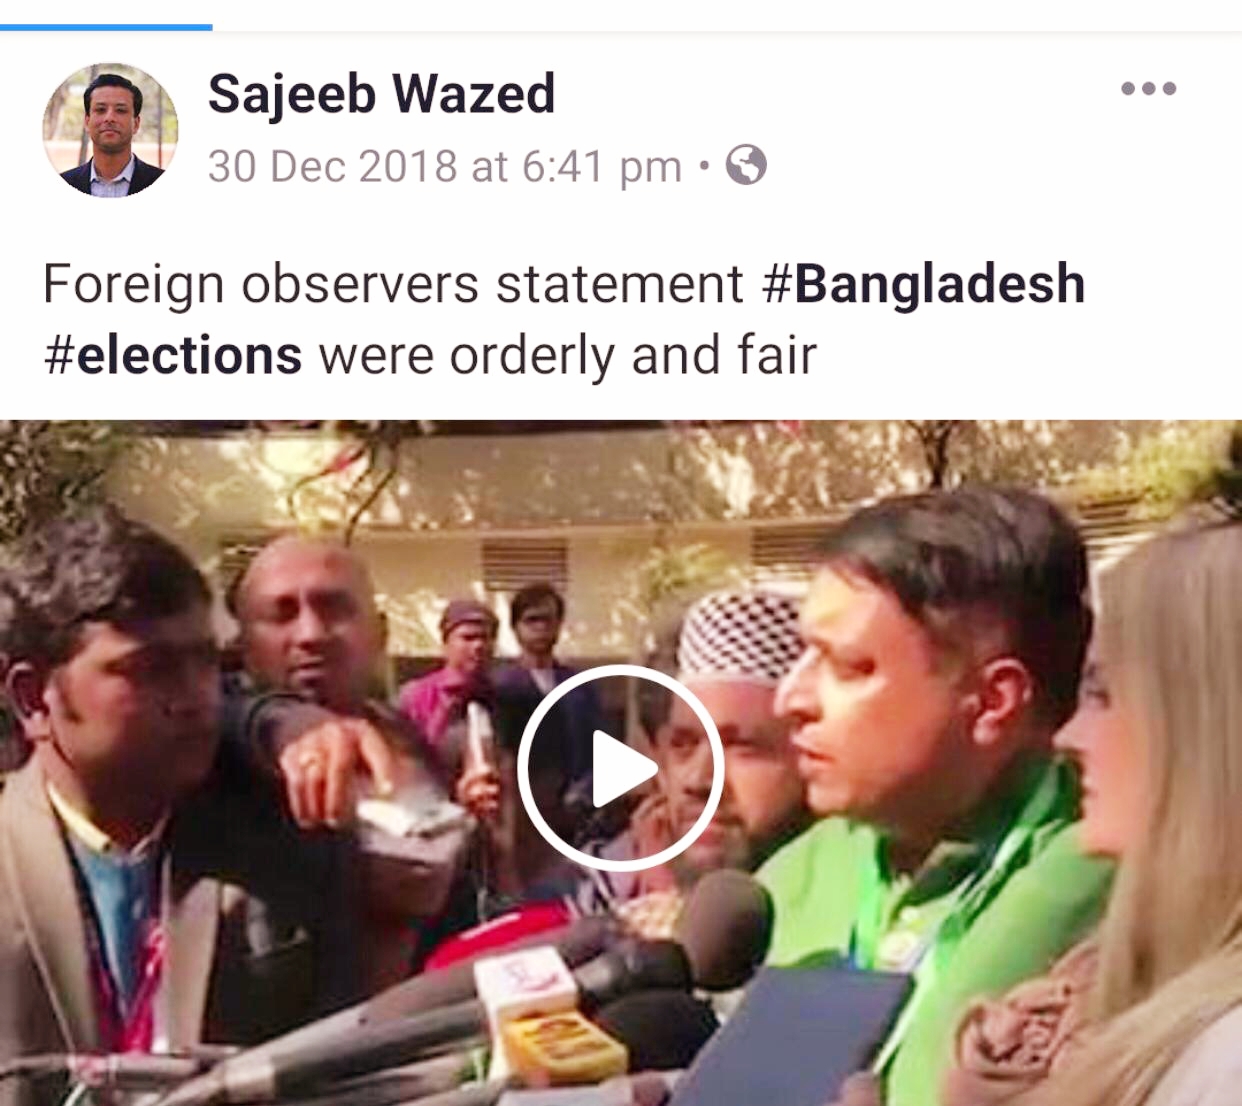 Sajeeb Wazed
30 Dec 2018 at 6:41 pm •
Foreign observers statement #Bangladesh
#elections were orderly and fair